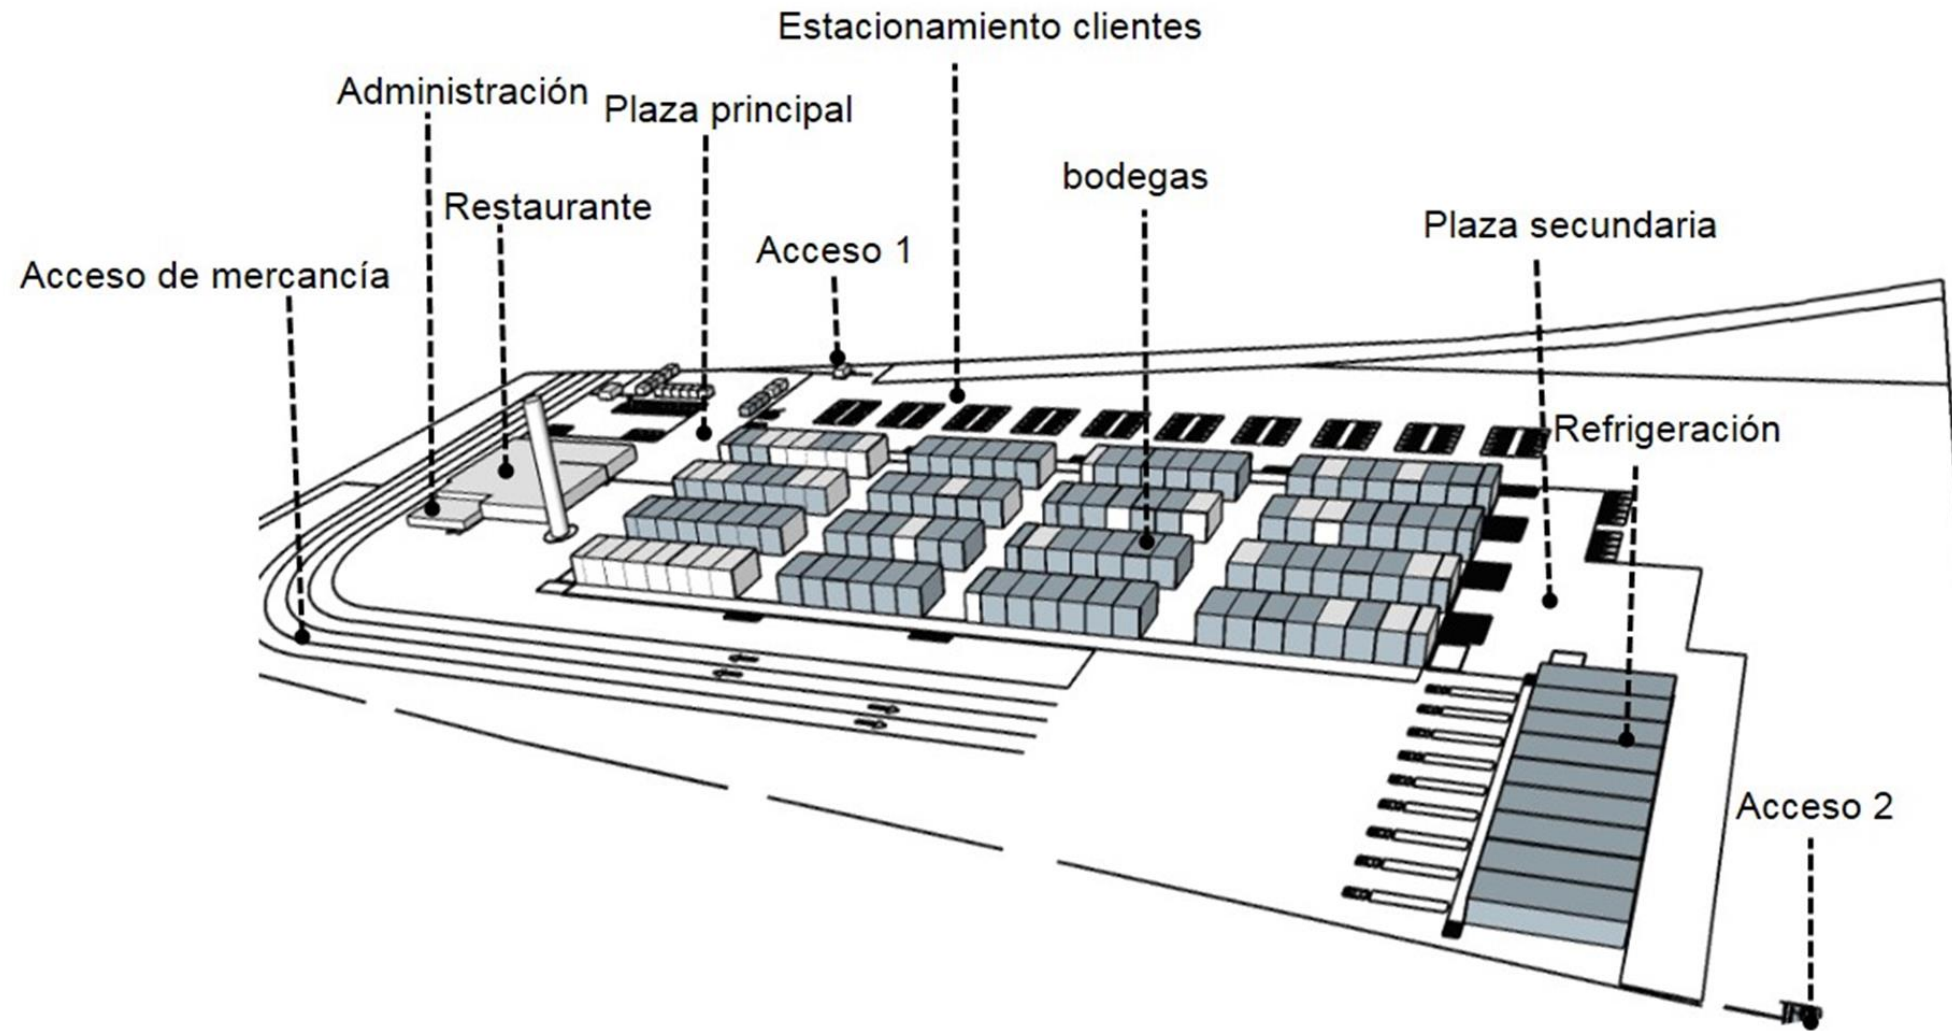 Estacionamiento clientes
Administración
Plaza principal
bodegas
Restaurante
Plaza secundaria
Acceso 1
Acceso de mercancía
Refrigeración
Acceso 2